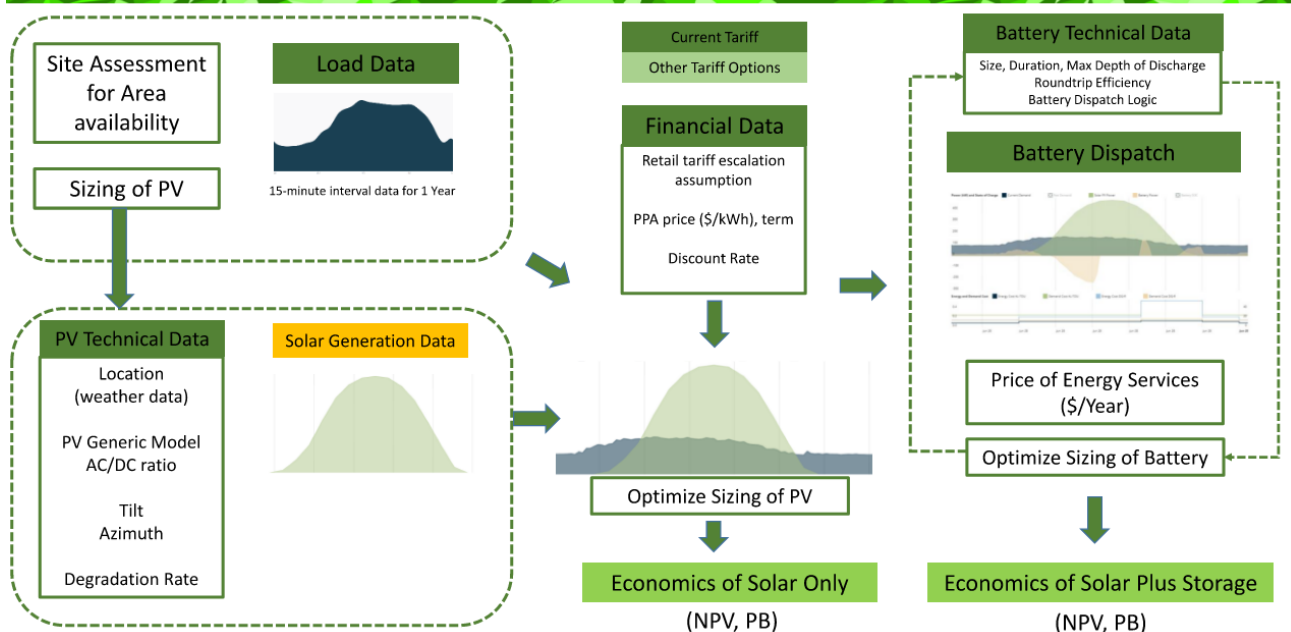 Site Assessment
for Area
availability
Sizing of PV
Load Data
15-minute interval data for 1 Year
PV Technical Data
Location
(weather data)
PV Generic Model
AC/DC ratio
Tilt
Azimuth
Degradation Rate
Solar Generation Data
Current Tariff
Other Tariff Options
Financial Data
Retail tariff escalation
assumption
PPA price ($/kWh), term
Discount Rate
Optimize Sizing of PV
Economics of Solar Only
(NPV, PB)
Battery Technical Data
Size, Duration, Max Depth of Discharge
Roundtrip Efficiency
Battery Dispatch Logic
Battery Dispatch
Price of Energy Services
($/Year)
Optimize Sizing of Battery
Economics of Solar Plus Storage
(NPV, PB)